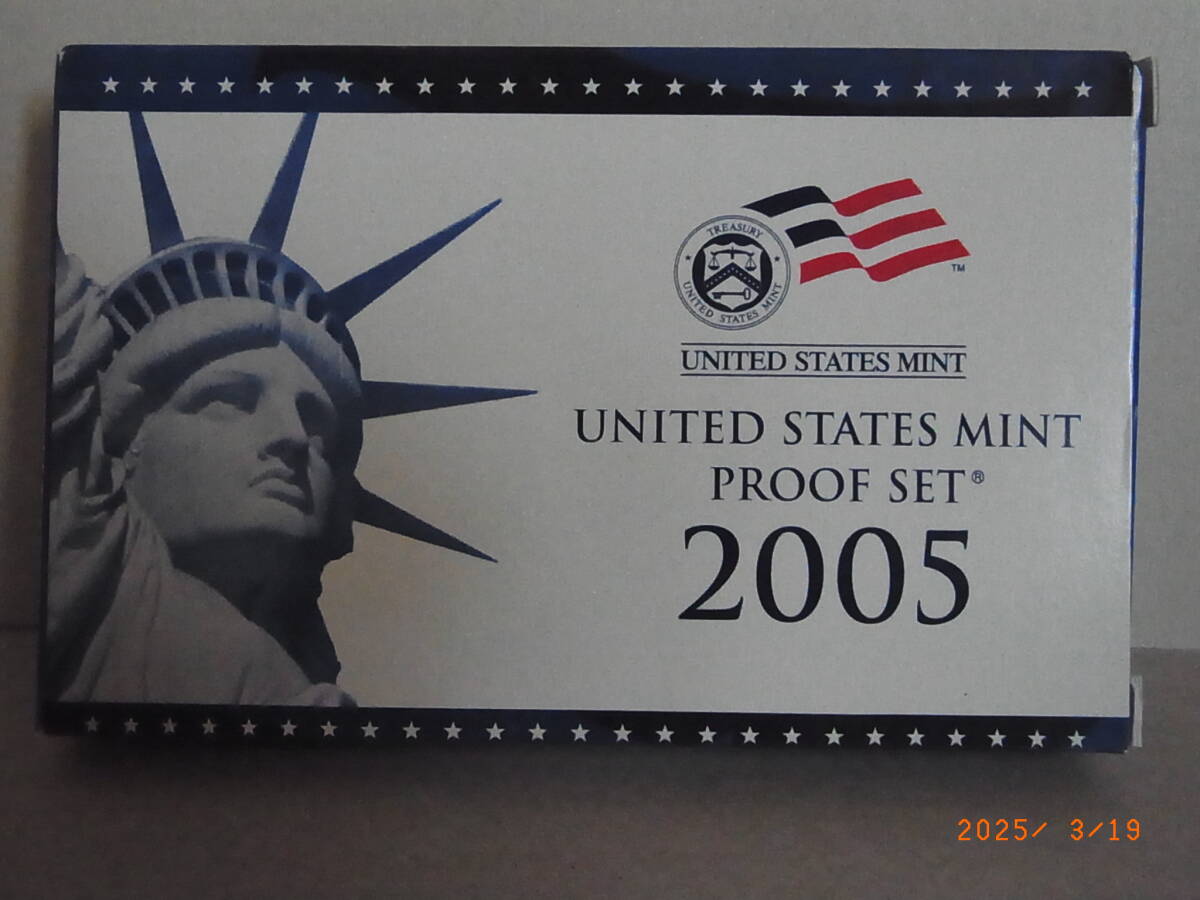 TREASURY
UNITED STATES MINT
TM
UNITED STATES MINT
UNITED STATES MINT
PROOF SET®
2005
2025/ 3/19